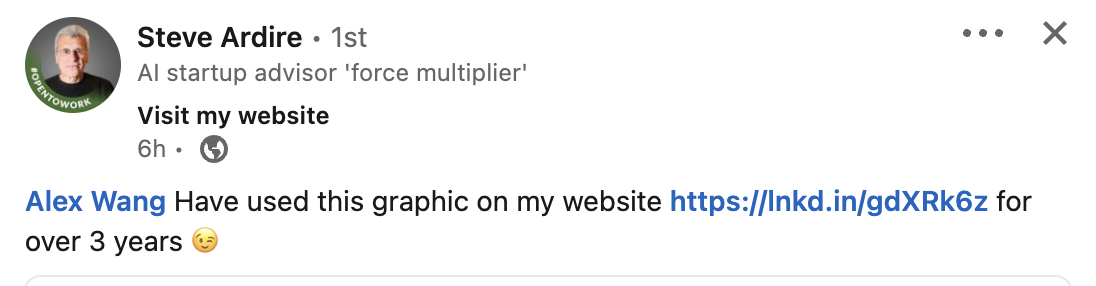 Steve Ardire • 1st
AI startup advisor 'force multiplier'
Visit my website
6h •
#OPENTOWORK
Alex Wang Have used this graphic on my website https://lnkd.in/gdXRk6z for
over 3 years 😉